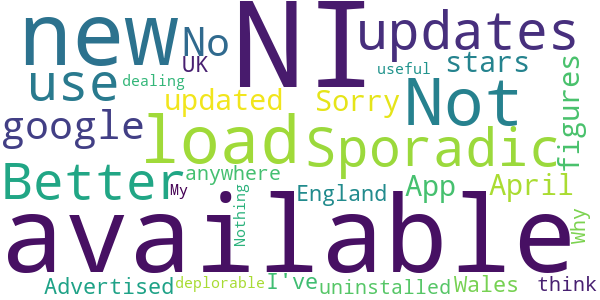 new NI updates
No
UK stars
use dealing useful
updated Sorry Not figures
google load Sporadic
Better anywhere App April
My England
Nothing Why
available
Advertised deplorable I've uninstalled Wales think